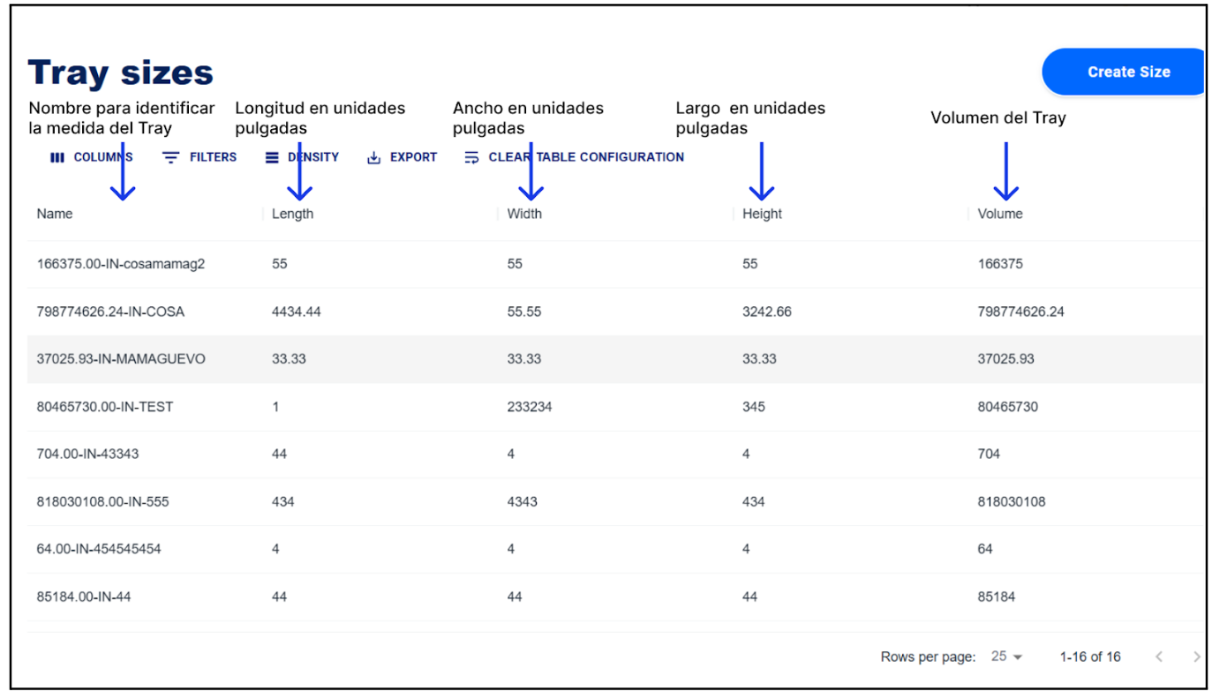 Tray sizes
Create Size
Nombre para identificar
la medida del Tray
Longitud en unidades
pulgadas
Ancho en unidades
pulgadas
Largo en unidades
pulgadas
Volumen del Tray
COLUMNS FILTERS DENSITY EXPORT CLEAR TABLE CONFIGURATION
Name Length Width Height Volume
166375.00-IN-cosamamag2 55 55 55 166375
798774626.24-IN-COSA 4434.44 55.55 3242.66 798774626.24
37025.93-IN-MAMAGUEVO 33.33 33.33 33.33 37025.93
80465730.00-IN-TEST 1 233234 345 80465730
704.00-IN-43343 44 4 4 704
818030108.00-IN-555 434 4343 434 818030108
64.00-IN-454545454 4 4 4 64
85184.00-IN-44 44 44 44 85184
Rows per page: 25 1-16 of 16